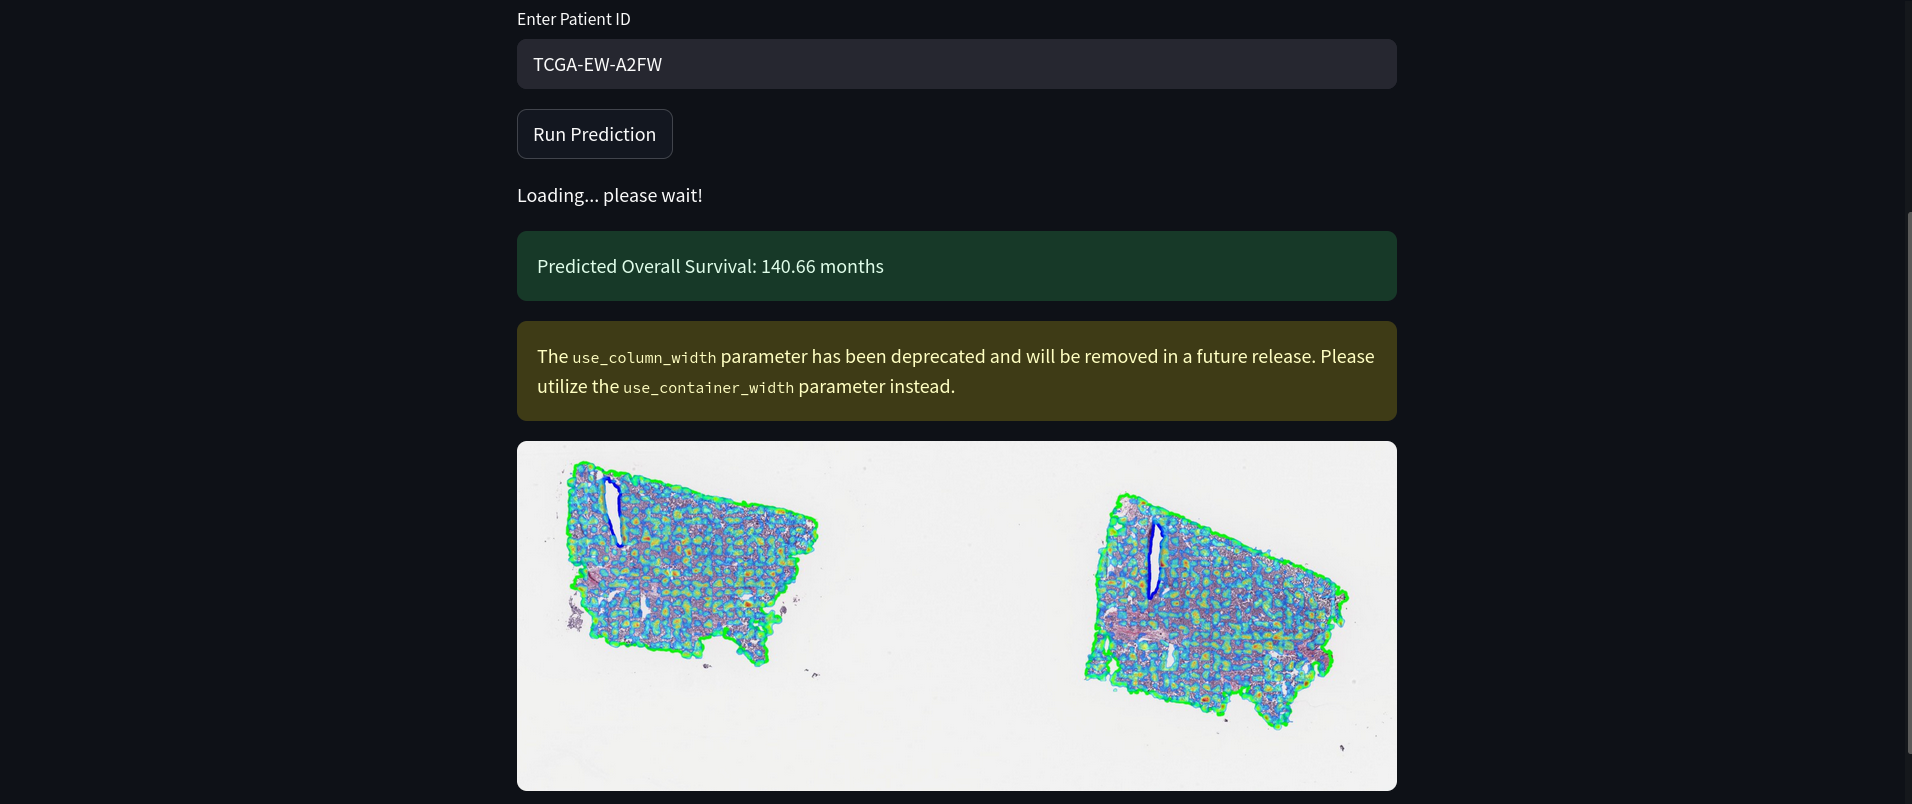 Enter Patient ID
TCGA-EW-A2FW
Run Prediction
Loading... please wait!
Predicted Overall Survival: 140.66 months
The use_column_width parameter has been deprecated and will be removed in a future release. Please
utilize the use_container_width parameter instead.